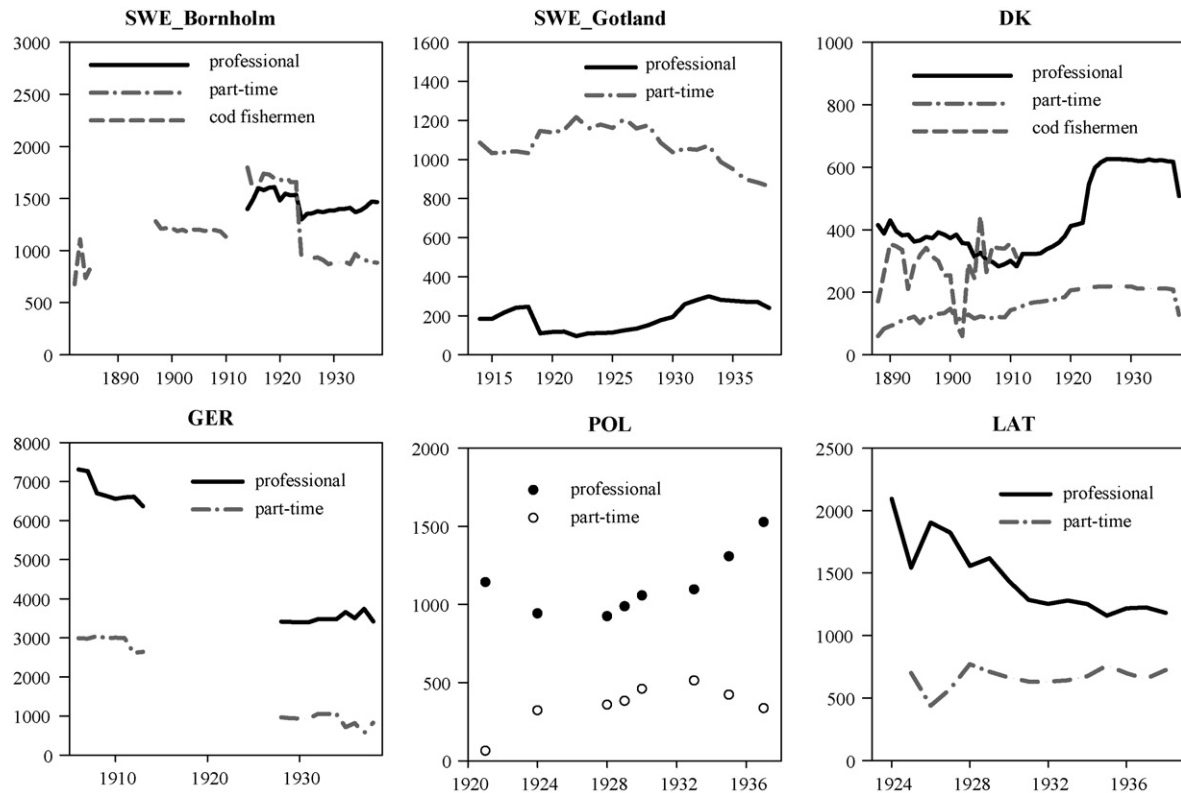 SWE_Bornholm
3000
2500
2000
1500
1000
500
0
professional
part-time
cod fishermen
1890 1900 1910 1920 1930
SWE_Gotland
1600
1400
1200
1000
800
600
400
200
0
professional
part-time
1915 1920 1925 1930 1935
DK
1000
800
600
400
200
0
professional
part-time
cod fishermen
1890 1900 1910 1920 1930
GER
8000
7000
6000
5000
4000
3000
2000
1000
0
professional
part-time
1910 1920 1930
POL
2000
1500
1000
500
0
professional
part-time
1920 1924 1928 1932 1936
LAT
2500
2000
1500
1000
500
0
professional
part-time
1924 1928 1932 1936